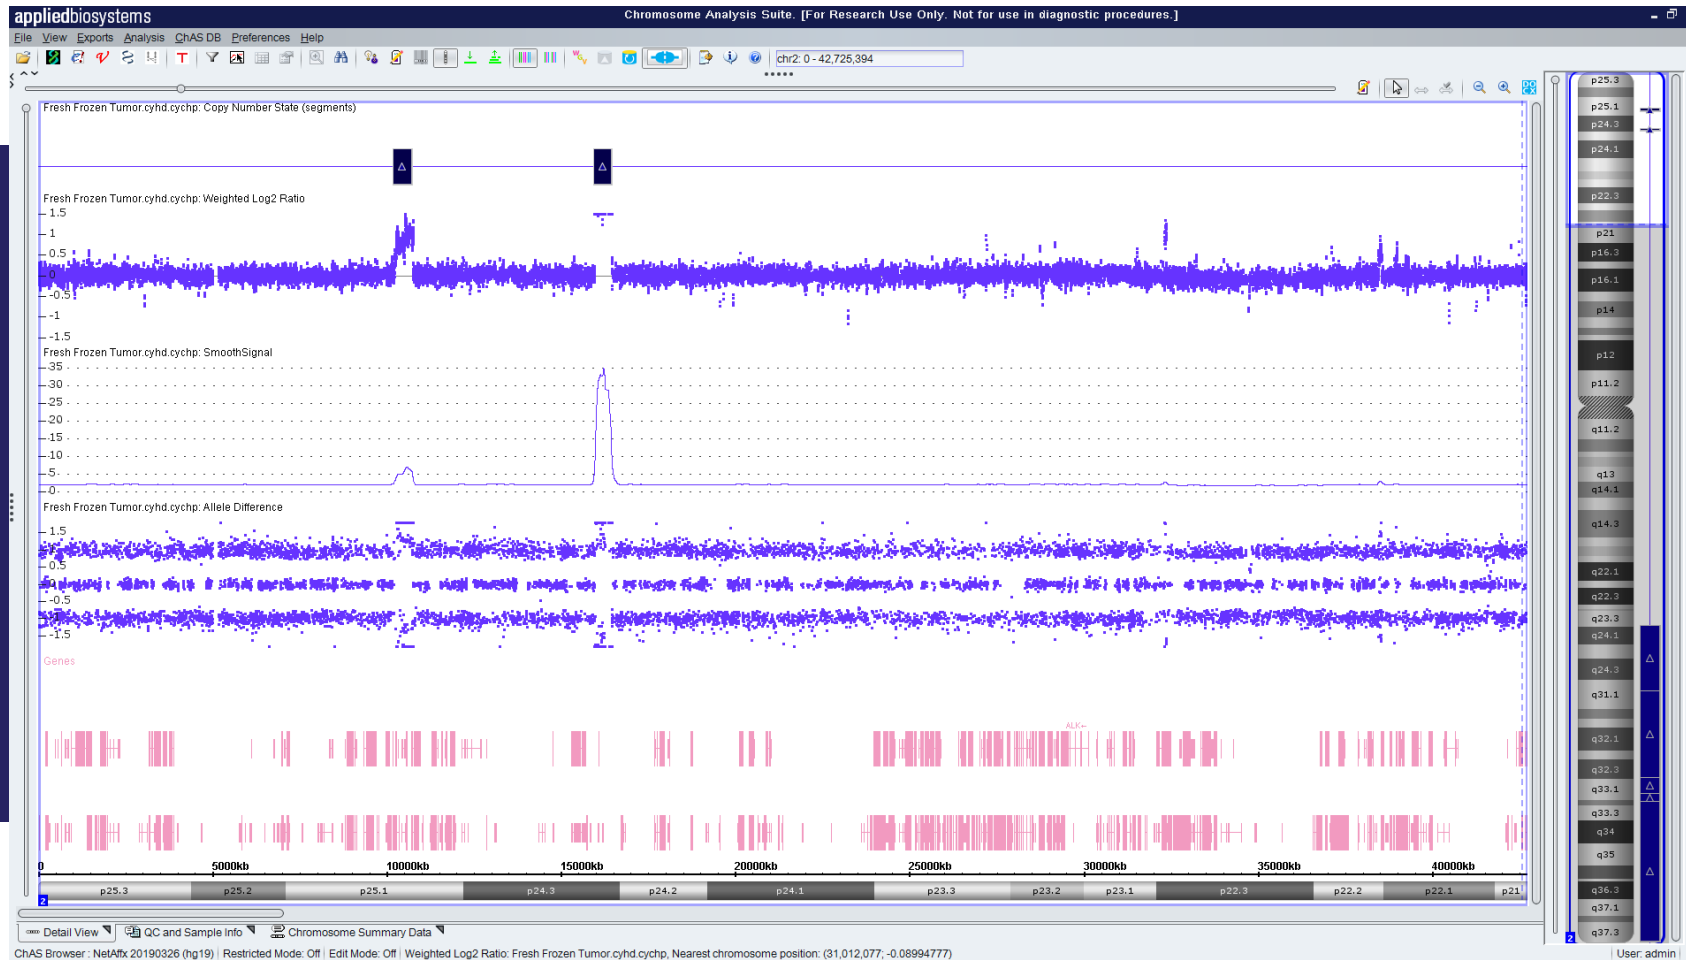 appliedbiosystems
Chromosome Analysis Suite. [For Research Use Only. Not for use in diagnostic procedures.]
File View Exports Analysis ChAS DB Preferences Help
chr2: 0 - 42,725,394
Fresh Frozen Tumor.cyhd.cychp: Copy Number State (segments)
Fresh Frozen Tumor.cyhd.cychp: Weighted Log2 Ratio
1.5
1
0.5
0
-0.5
-1
-1.5
Fresh Frozen Tumor.cyhd.cychp: SmoothSignal
35
30
25
20
15
10
5
0
Fresh Frozen Tumor.cyhd.cychp: Allele Difference
1.5
0.5
-0.5
-1.5
Genes
ALK←
0 5000kb 10000kb 15000kb 20000kb 25000kb 30000kb 35000kb 40000kb
p25.3 p25.2 p25.1 p24.3 p24.2 p24.1 p23.3 p23.2 p23.1 p22.3 p22.2 p22.1 p21
2
p25.3
p25.1
p24.3
p24.1
p22.3
p21
p16.3
p16.1
p14
p12
p11.2
q11.2
q13
q14.1
q14.3
q22.1
q22.3
q23.3
q24.1
q24.3
q31.1
q32.1
q32.3
q33.1
q33.3
q34
q35
q36.3
q37.1
q37.3
2
Detail View QC and Sample Info Chromosome Summary Data
ChAS Browser : NetAffx 20190326 (hg19) Restricted Mode: Off Edit Mode: Off Weighted Log2 Ratio: Fresh Frozen Tumor.cyhd.cychp, Nearest chromosome position: (31,012,077; -0.08994777) User: admin